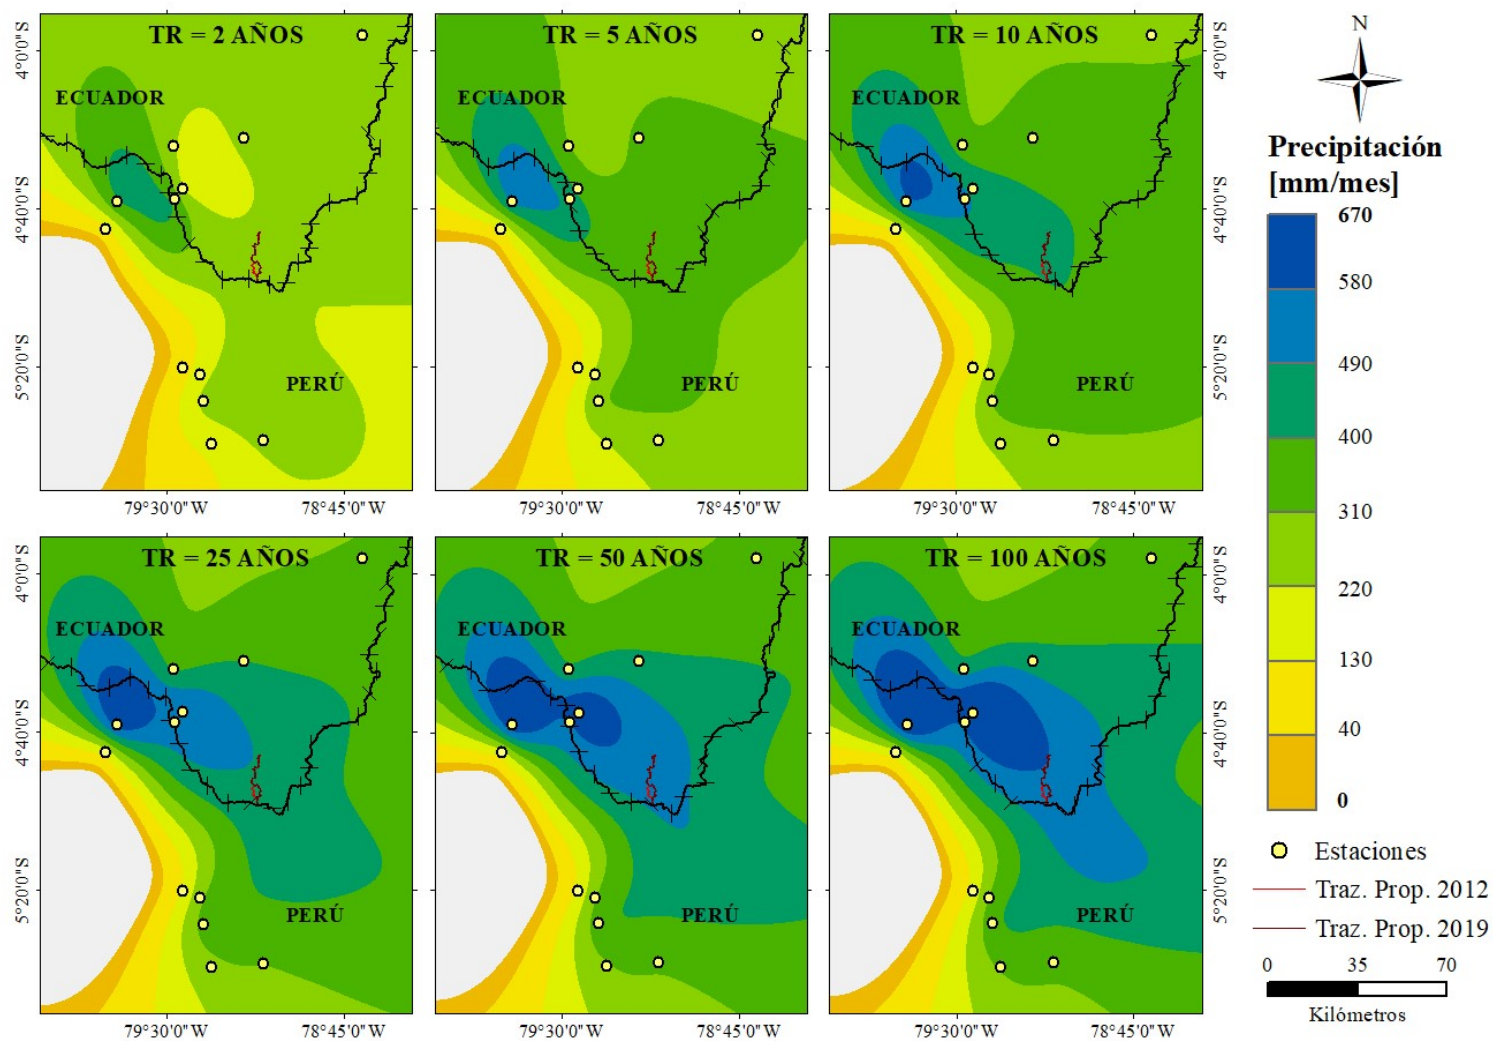 TR = 2 AÑOS
TR = 5 AÑOS
TR = 10 AÑOS
N
4°0'0"S
4°0'0"S
ECUADOR
ECUADOR
ECUADOR
Precipitación
[mm/mes]
4°40'0"S
4°40'0"S
670
580
490
5°20'0"S
PERÚ
PERÚ
PERÚ
5°20'0"S
400
79°30'0"W
78°45'0"W
79°30'0"W
78°45'0"W
79°30'0"W
78°45'0"W
310
TR = 25 AÑOS
TR = 50 AÑOS
TR = 100 AÑOS
4°0'0"S
4°0'0"S
220
ECUADOR
ECUADOR
ECUADOR
130
4°40'0"S
4°40'0"S
40
0
Estaciones
5°20'0"S
PERÚ
PERÚ
PERÚ
5°20'0"S
Traz. Prop. 2012
Traz. Prop. 2019
0
35
70
Kilómetros
79°30'0"W
78°45'0"W
79°30'0"W
78°45'0"W
79°30'0"W
78°45'0"W